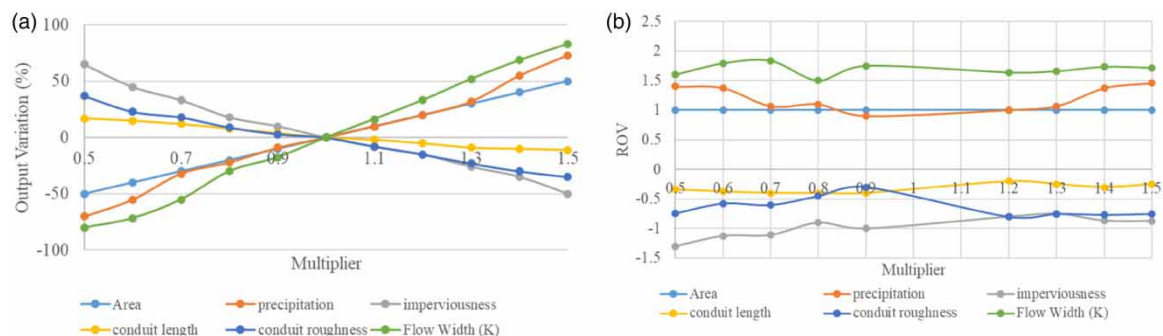 (a)
100
50
0
-50
-100
Output Variation (%)
0.5 0.7 0.9 1.1 1.3 1.5
Multiplier
Area precipitation imperviousness
conduit length conduit roughness Flow Width (K)
(b)
2.5
2
1.5
1
0.5
0
-0.5
-1
-1.5
ROV
0.5 0.6 0.7 0.8 0.9 1 1.1 1.2 1.3 1.4 1.5
Multiplier
Area precipitation imperviousness
conduit length conduit roughness Flow Width (K)